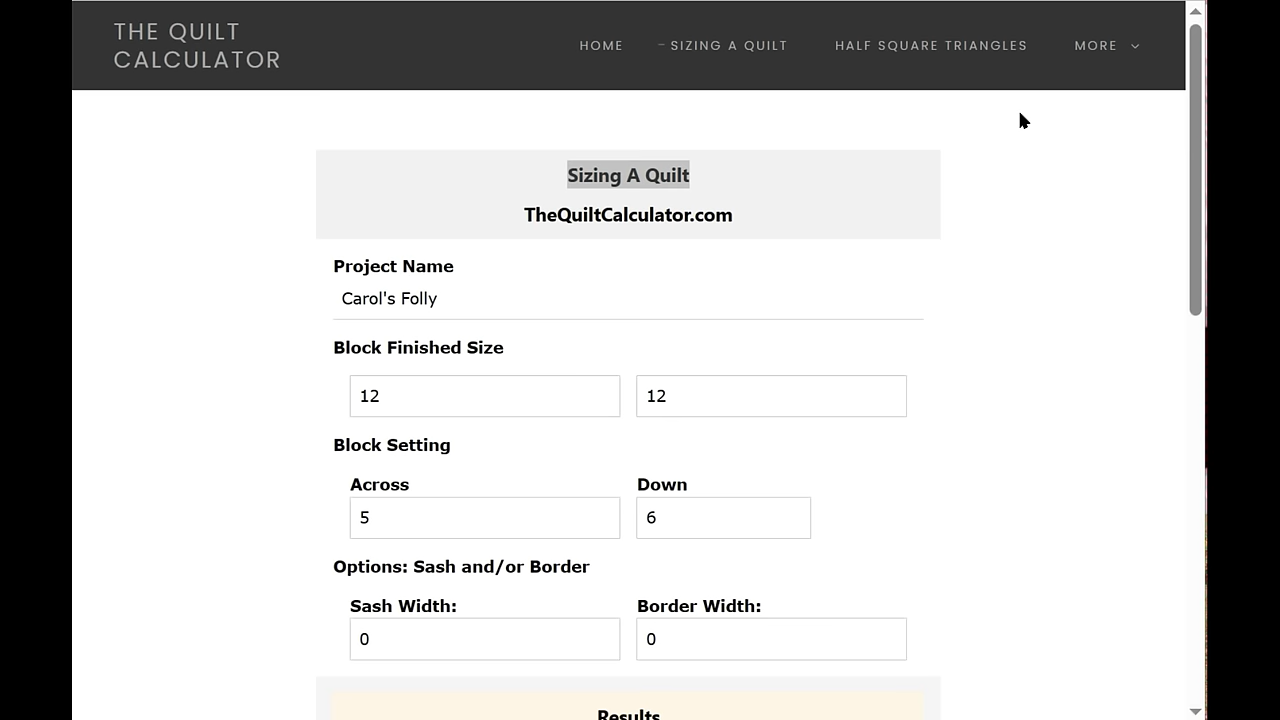 THE QUILT
CALCULATOR
HOME
SIZING A QUILT
HALF SQUARE TRIANGLES
MORE
Sizing A Quilt
TheQuiltCalculator.com
Project Name
Carol's Folly
Block Finished Size
12 12
Block Setting
Across Down
5 6
Options: Sash and/or Border
Sash Width: Border Width:
0 0
Results